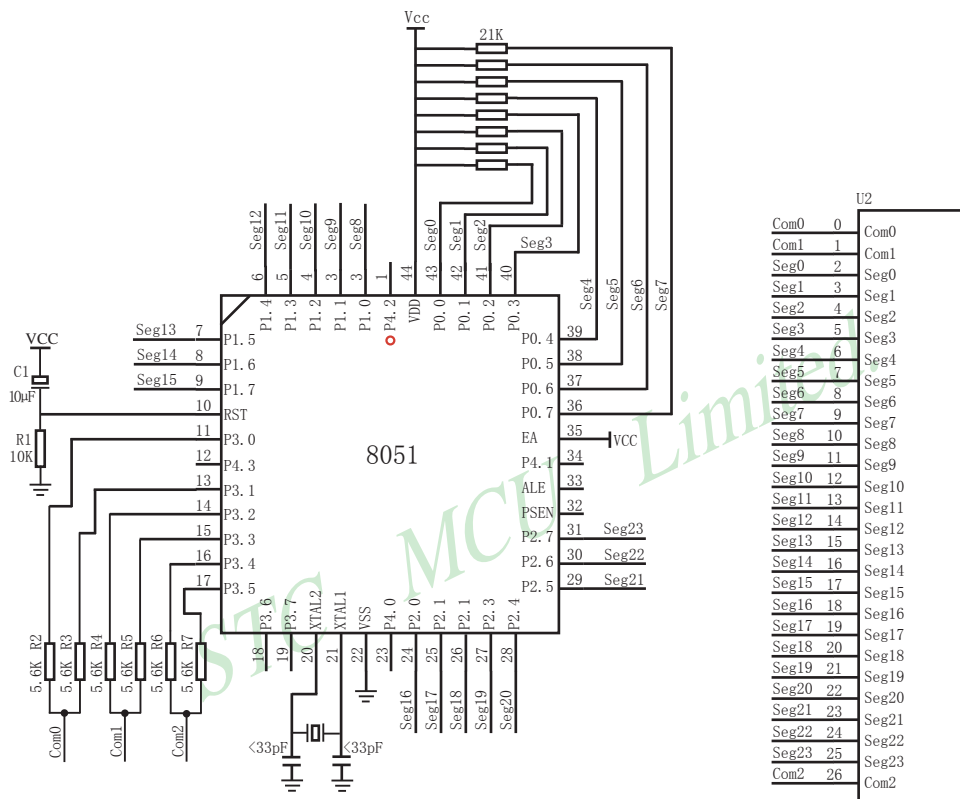 Vcc
21K
Seg12
Seg11
Seg10
Seg9
Seg8
Seg0
Seg1
Seg2
Seg3
Seg4
Seg5
Seg6
Seg7
6
5
4
3
3
1
44
43
42
41
40
P1.4
P1.3
P1.2
P1.1
P1.0
P4.2
VDD
P0.0
P0.1
P0.2
P0.3
Seg13 7 P1.5
Seg14 8 P1.6
Seg15 9 P1.7
10 RST
11 P3.0
12 P4.3
13 P3.1
14 P3.2
15 P3.3
16 P3.4
17 P3.5
VCC
C1
10μF
R1
10K
8051
P0.4 39
P0.5 38
P0.6 37
P0.7 36
EA 35 VCC
P4.1 34
ALE 33
PSEN 32
P2.7 31 Seg23
P2.6 30 Seg22
P2.5 29 Seg21
P3.6
P3.7
XTAL2
XTAL1
VSS
P4.0
P2.0
P2.1
P2.1
P2.3
P2.4
18
19
20
21
22
23
24
25
26
27
28
Seg16
Seg17
Seg18
Seg19
Seg20
5.6K R2
5.6K R3
5.6K R4
5.6K R5
5.6K R6
5.6K R7
Com0
Com1
Com2
<33pF
<33pF
STC MCU Limited.
U2
Com0 0 Com0
Com1 1 Com1
Seg0 2 Seg0
Seg1 3 Seg1
Seg2 4 Seg2
Seg3 5 Seg3
Seg4 6 Seg4
Seg5 7 Seg5
Seg6 8 Seg6
Seg7 9 Seg7
Seg8 10 Seg8
Seg9 11 Seg9
Seg10 12 Seg10
Seg11 13 Seg11
Seg12 14 Seg12
Seg13 15 Seg13
Seg14 16 Seg14
Seg15 17 Seg15
Seg16 18 Seg16
Seg17 19 Seg17
Seg18 20 Seg18
Seg19 21 Seg19
Seg20 22 Seg20
Seg21 23 Seg21
Seg22 24 Seg22
Seg23 25 Seg23
Com2 26 Com2